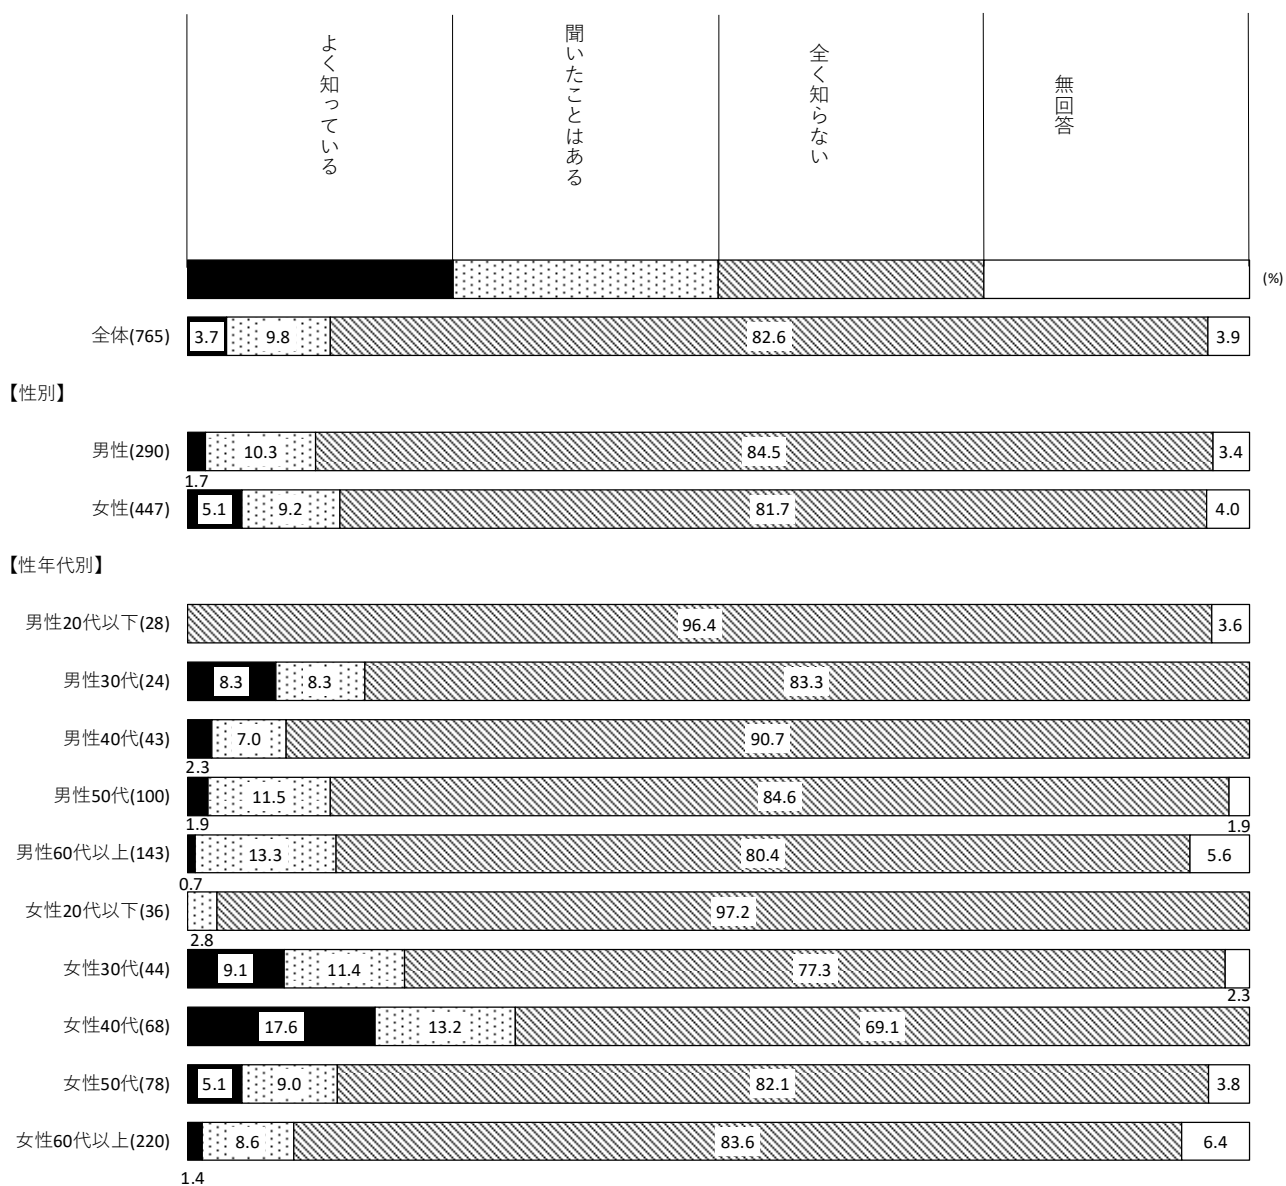 よく知っている
聞いたことはある
全く知らない
無回答
(%)
全体(765) 3.7 9.8 82.6 3.9
【性別】
男性(290) 10.3 84.5 3.4
1.7
女性(447) 5.1 9.2 81.7 4.0
【性年代別】
男性20代以下(28) 96.4 3.6
男性30代(24) 8.3 8.3 83.3
男性40代(43) 7.0 90.7
2.3
男性50代(100) 11.5 84.6
1.9 1.9
男性60代以上(143) 13.3 80.4 5.6
0.7
女性20代以下(36) 97.2
2.8
女性30代(44) 9.1 11.4 77.3
2.3
女性40代(68) 17.6 13.2 69.1
女性50代(78) 5.1 9.0 82.1 3.8
女性60代以上(220) 8.6 83.6 6.4
1.4